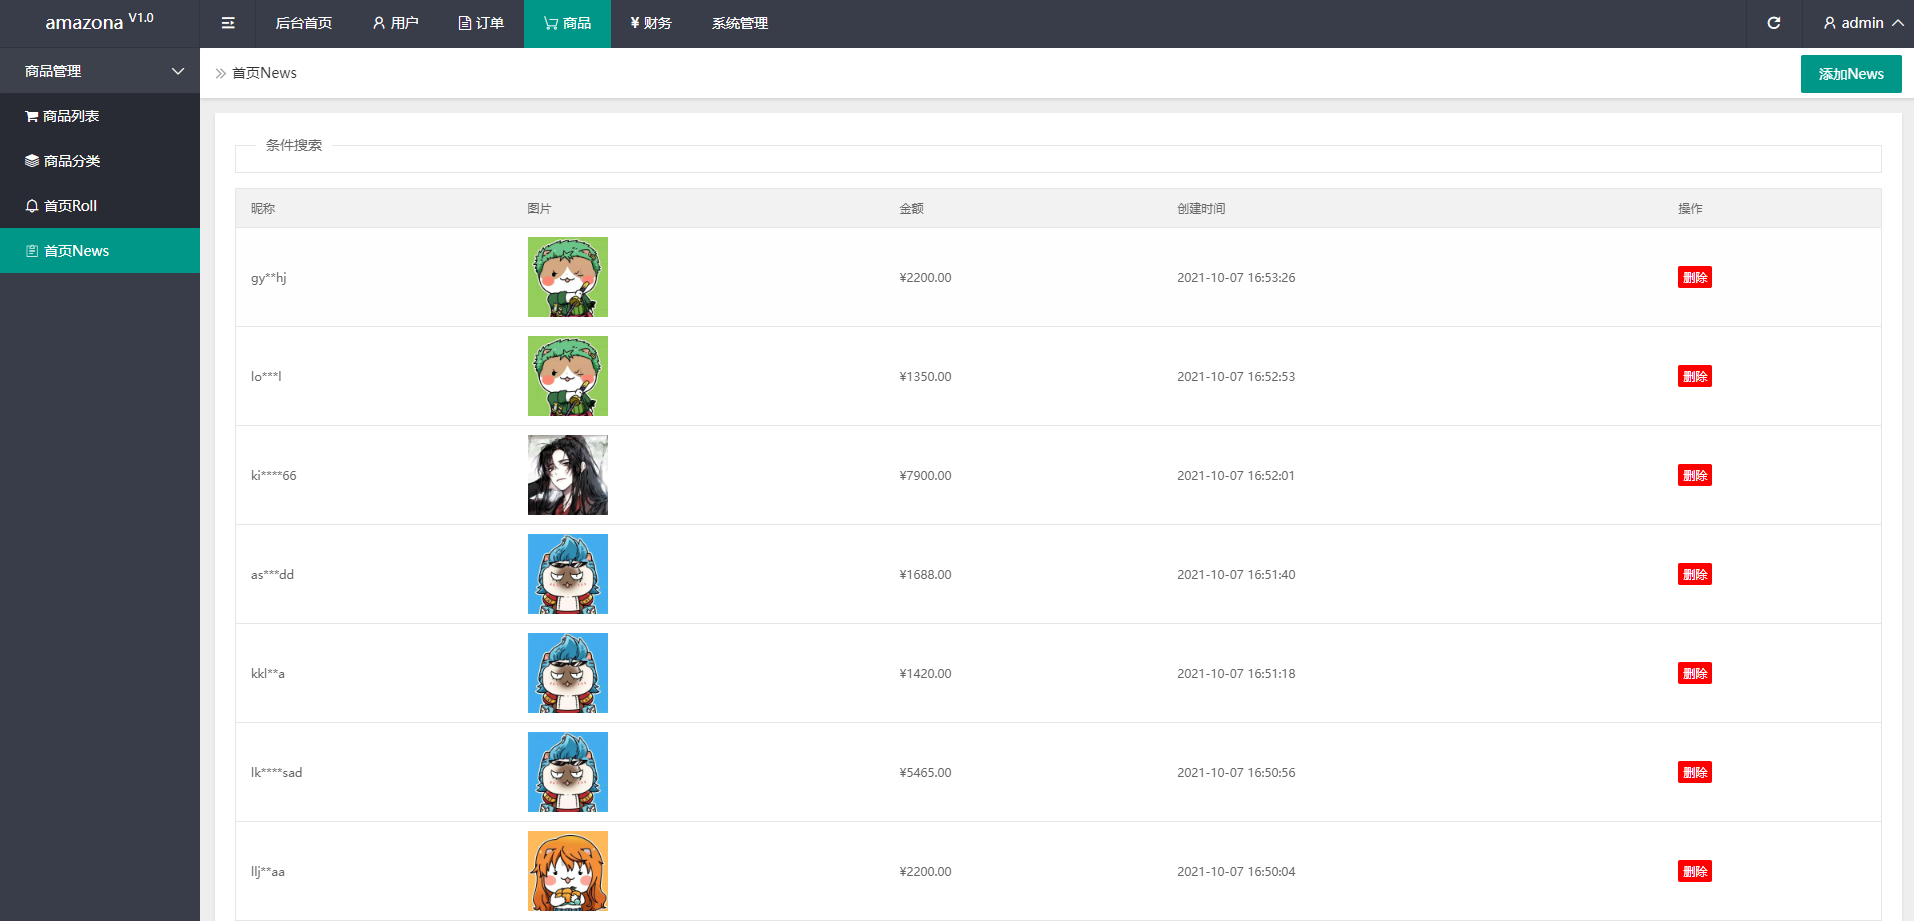 amazona V1.0
后台首页 用户 订单 商品 ¥ 财务 系统管理 admin
商品管理
商品列表
商品分类
首页Roll
首页News
首页News 添加News
条件搜索
昵称 图片 金额 创建时间 操作
gy**hj ¥2200.00 2021-10-07 16:53:26 删除
lo***l ¥1350.00 2021-10-07 16:52:53 删除
ki****66 ¥7900.00 2021-10-07 16:52:01 删除
as***dd ¥1688.00 2021-10-07 16:51:40 删除
kkl**a ¥1420.00 2021-10-07 16:51:18 删除
lk****sad ¥5465.00 2021-10-07 16:50:56 删除
llj**aa ¥2200.00 2021-10-07 16:50:04 删除